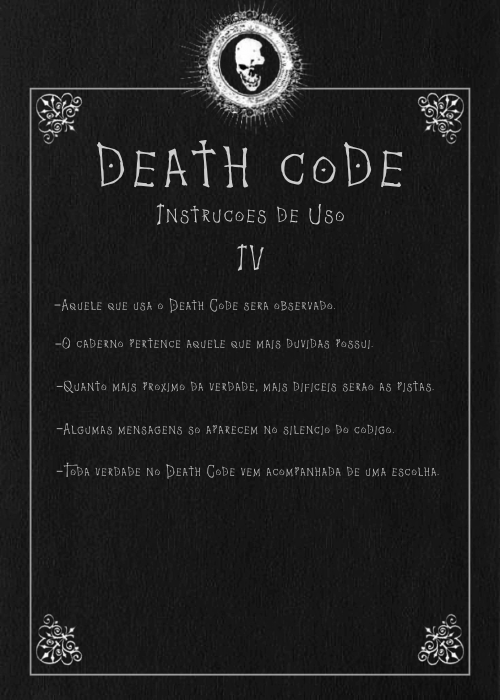 Death Code
Instrucoes de Uso
IV
-Aquele que usa o Death Code sera observado.
-O caderno pertence aquele que mais duvidas possui.
-Quanto mais proximo da verdade, mais dificeis serao as pistas.
-Algumas mensagens so aparecem no silencio do codigo.
-Toda verdade no Death Code vem acompanhada de uma escolha.